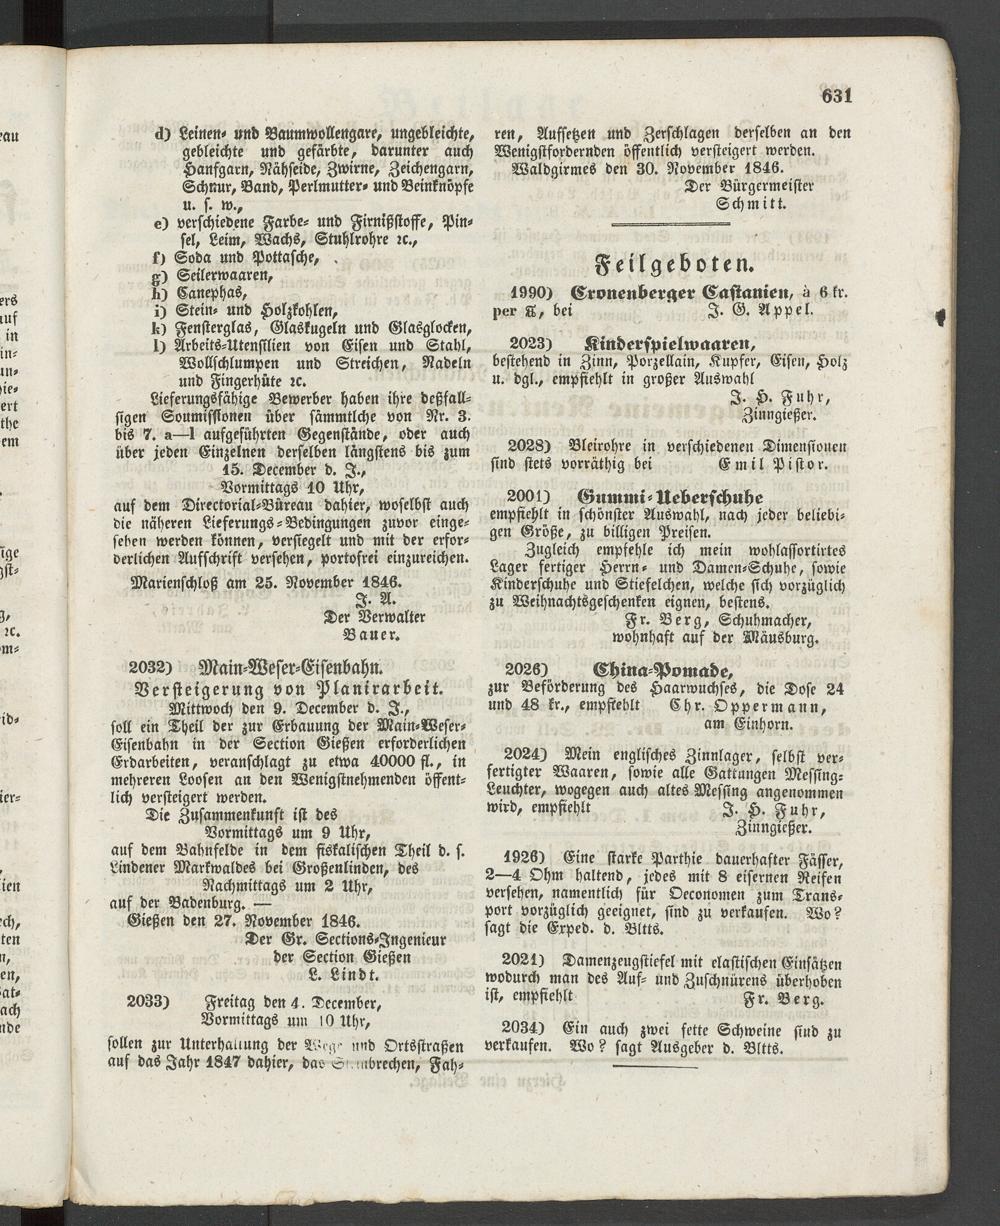 631
d) Leinen- und Baumwollengare, ungebleichte,
gebleichte und gefärbte, darunter auch
Hanfgarn, Nähseide, Zwirne, Zeichengarn,
Schnur, Band, Perlmutter- und Beinknöpfe
u. s. w.,
e) verschiedene Farbe- und Firnißstoffe, Pin-
sel, Leim, Wachs, Stuhlrohre ꝛc.,
f) Soda und Pottasche,
g) Seilerwaaren,
h) Canephas,
i) Stein- und Holzkohlen,
k) Fensterglas, Glaskugeln und Glasglocken,
l) Arbeits-Utensilien von Eisen und Stahl,
Wollschlumpen und Streichen, Nadeln
und Fingerhüte ꝛc.
Lieferungsfähige Bewerber haben ihre deßfall-
sigen Soumissionen über sämmtliche von Nr. 3.
bis 7. a—l aufgeführten Gegenstände, oder auch
über jeden Einzelnen derselben längstens bis zum
15. December d. J.,
Vormittags 10 Uhr,
auf dem Directorial-Büreau dahier, woselbst auch
die näheren Lieferungs-Bedingungen zuvor einge-
sehen werden können, versiegelt und mit der erfor-
derlichen Aufschrift versehen, portofrei einzureichen.
Marienschloß am 25. November 1846.
J. A.
Der Verwalter
Bauer.
2032) Main-Weser-Eisenbahn.
Versteigerung von Planirarbeit.
Mittwoch den 9. December d. J.,
soll ein Theil der zur Erbauung der Main-Weser-
Eisenbahn in der Section Gießen erforderlichen
Erdarbeiten, veranschlagt zu etwa 40000 fl., in
mehreren Loosen an den Wenigstnehmenden öffent-
lich versteigert werden.
Die Zusammenkunft ist des
Vormittags um 9 Uhr,
auf dem Bahnfelde in dem fiskalischen Theil d. s.
Lindener Markwaldes bei Großenlinden, des
Nachmittags um 2 Uhr,
auf der Badenburg. —
Gießen den 27. November 1846.
Der Gr. Sections-Ingenieur
der Section Gießen
L. Lindt.
2033) Freitag den 4. December,
Vormittags um 10 Uhr,
sollen zur Unterhaltung der Wege und Ortsstraßen
auf das Jahr 1847 dahier, das Steinbrechen, Fah-
ren, Aufsetzen und Zerschlagen derselben an den
Wenigstfordernden öffentlich versteigert werden.
Waldgirmes den 30. November 1846.
Der Bürgermeister
Schmitt.
Feilgeboten.
1990) Cronenberger Castanien, à 6 kr.
per ℔, bei J. G. Appel.
2023) Kinderspielwaaren,
bestehend in Zinn, Porzellain, Kupfer, Eisen, Holz
u. dgl., empfiehlt in großer Auswahl
J. H. Fuhr,
Zinngießer.
2028) Bleirohre in verschiedenen Dimensionen
sind stets vorräthig bei Emil Pistor.
2001) Gummi-Ueberschuhe
empfiehlt in schönster Auswahl, nach jeder beliebi-
gen Größe, zu billigen Preisen.
Zugleich empfehle ich mein wohlassortirtes
Lager fertiger Herrn- und Damen-Schuhe, sowie
Kinderschuhe und Stiefelchen, welche sich vorzüglich
zu Weihnachtsgeschenken eignen, bestens.
Fr. Berg, Schuhmacher,
wohnhaft auf der Mäusburg.
2026) China-Pomade,
zur Beförderung des Haarwuchses, die Dose 24
und 48 kr., empfiehlt Chr. Oppermann,
am Einhorn.
2024) Mein englisches Zinnlager, selbst ver-
fertigter Waaren, sowie alle Gattungen Messing-
Leuchter, wogegen auch altes Messing angenommen
wird, empfiehlt J. H. Fuhr,
Zinngießer.
1926) Eine starke Parthie dauerhafter Fässer,
2—4 Ohm haltend, jedes mit 8 eisernen Reifen
versehen, namentlich für Oeconomen zum Trans-
port vorzüglich geeignet, sind zu verkaufen. Wo?
sagt die Exped. d. Bltts.
2021) Damenzeugstiefel mit elastischen Einsätzen
wodurch man des Auf- und Zuschnürens überhoben
ist, empfiehlt Fr. Berg.
2034) Ein auch zwei fette Schweine sind zu
verkaufen. Wo? sagt Ausgeber d. Bltts.